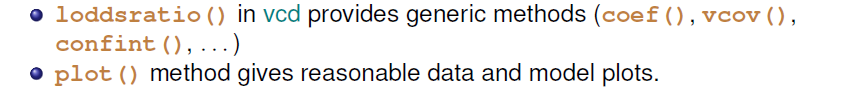 loddsratio() in vcd provides generic methods (coef(), vcov(),
confint(), ...)
plot() method gives reasonable data and model plots.